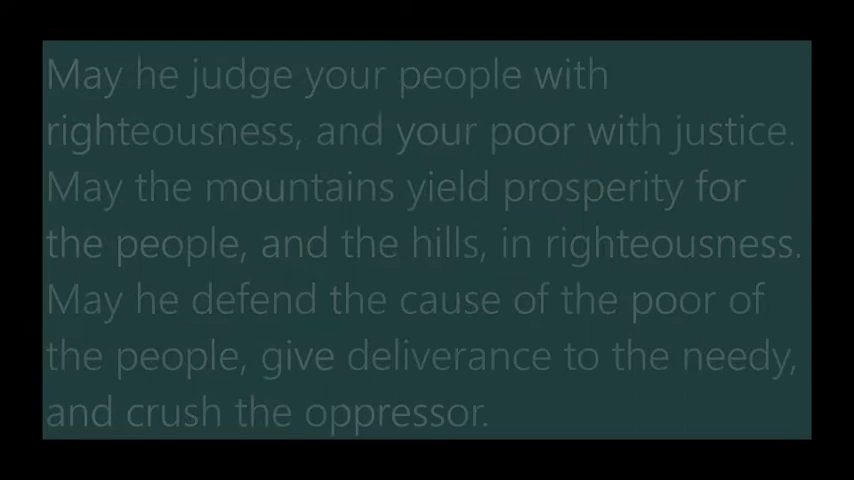 May he judge your people with
righteousness, and your poor with justice.
May the mountains yield prosperity for
the people, and the hills, in righteousness.
May he defend the cause of the poor of
the people, give deliverance to the needy,
and crush the oppressor.